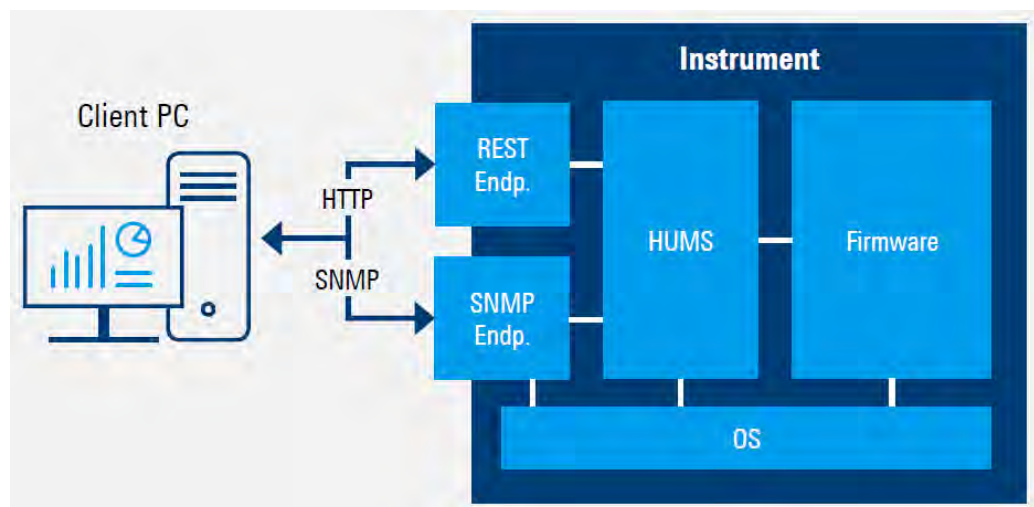 Instrument
Client PC
REST
Endp.
HTTP
HUMS
Firmware
SNMP
SNMP
Endp.
OS